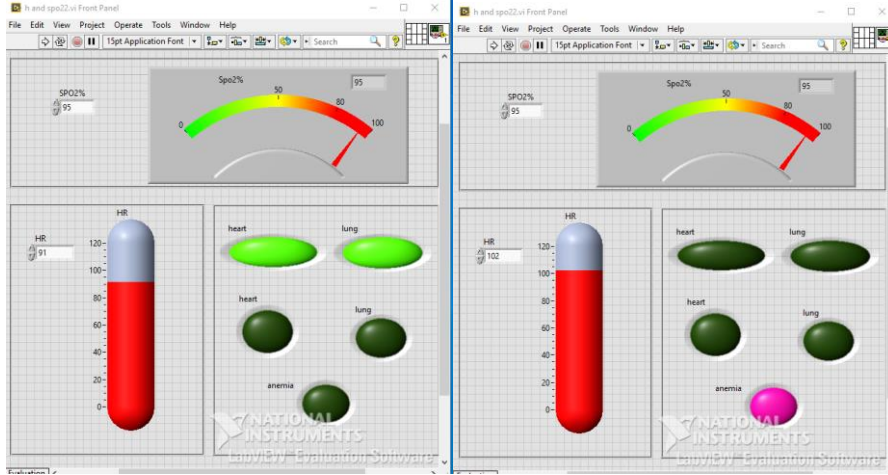 h and spo22.vi Front Panel
File Edit View Project Operate Tools Window Help
15pt Application Font
Search
SPO2%
95
Spo2%
95
0
50
80
100
HR
HR
91
120-
100-
80-
60-
40-
20-
0-
heart
lung
heart
lung
anemia
NATIONAL
INSTRUMENTS
LabVIEW Evaluation Software
Evaluation
h and spo22.vi Front Panel
File Edit View Project Operate Tools Window Help
15pt Application Font
Search
SPO2%
95
Spo2%
95
0
50
80
100
HR
HR
102
120-
100-
80-
60-
40-
20-
0-
heart
lung
heart
lung
anemia
NATIONAL
INSTRUMENTS
LabVIEW Evaluation Software